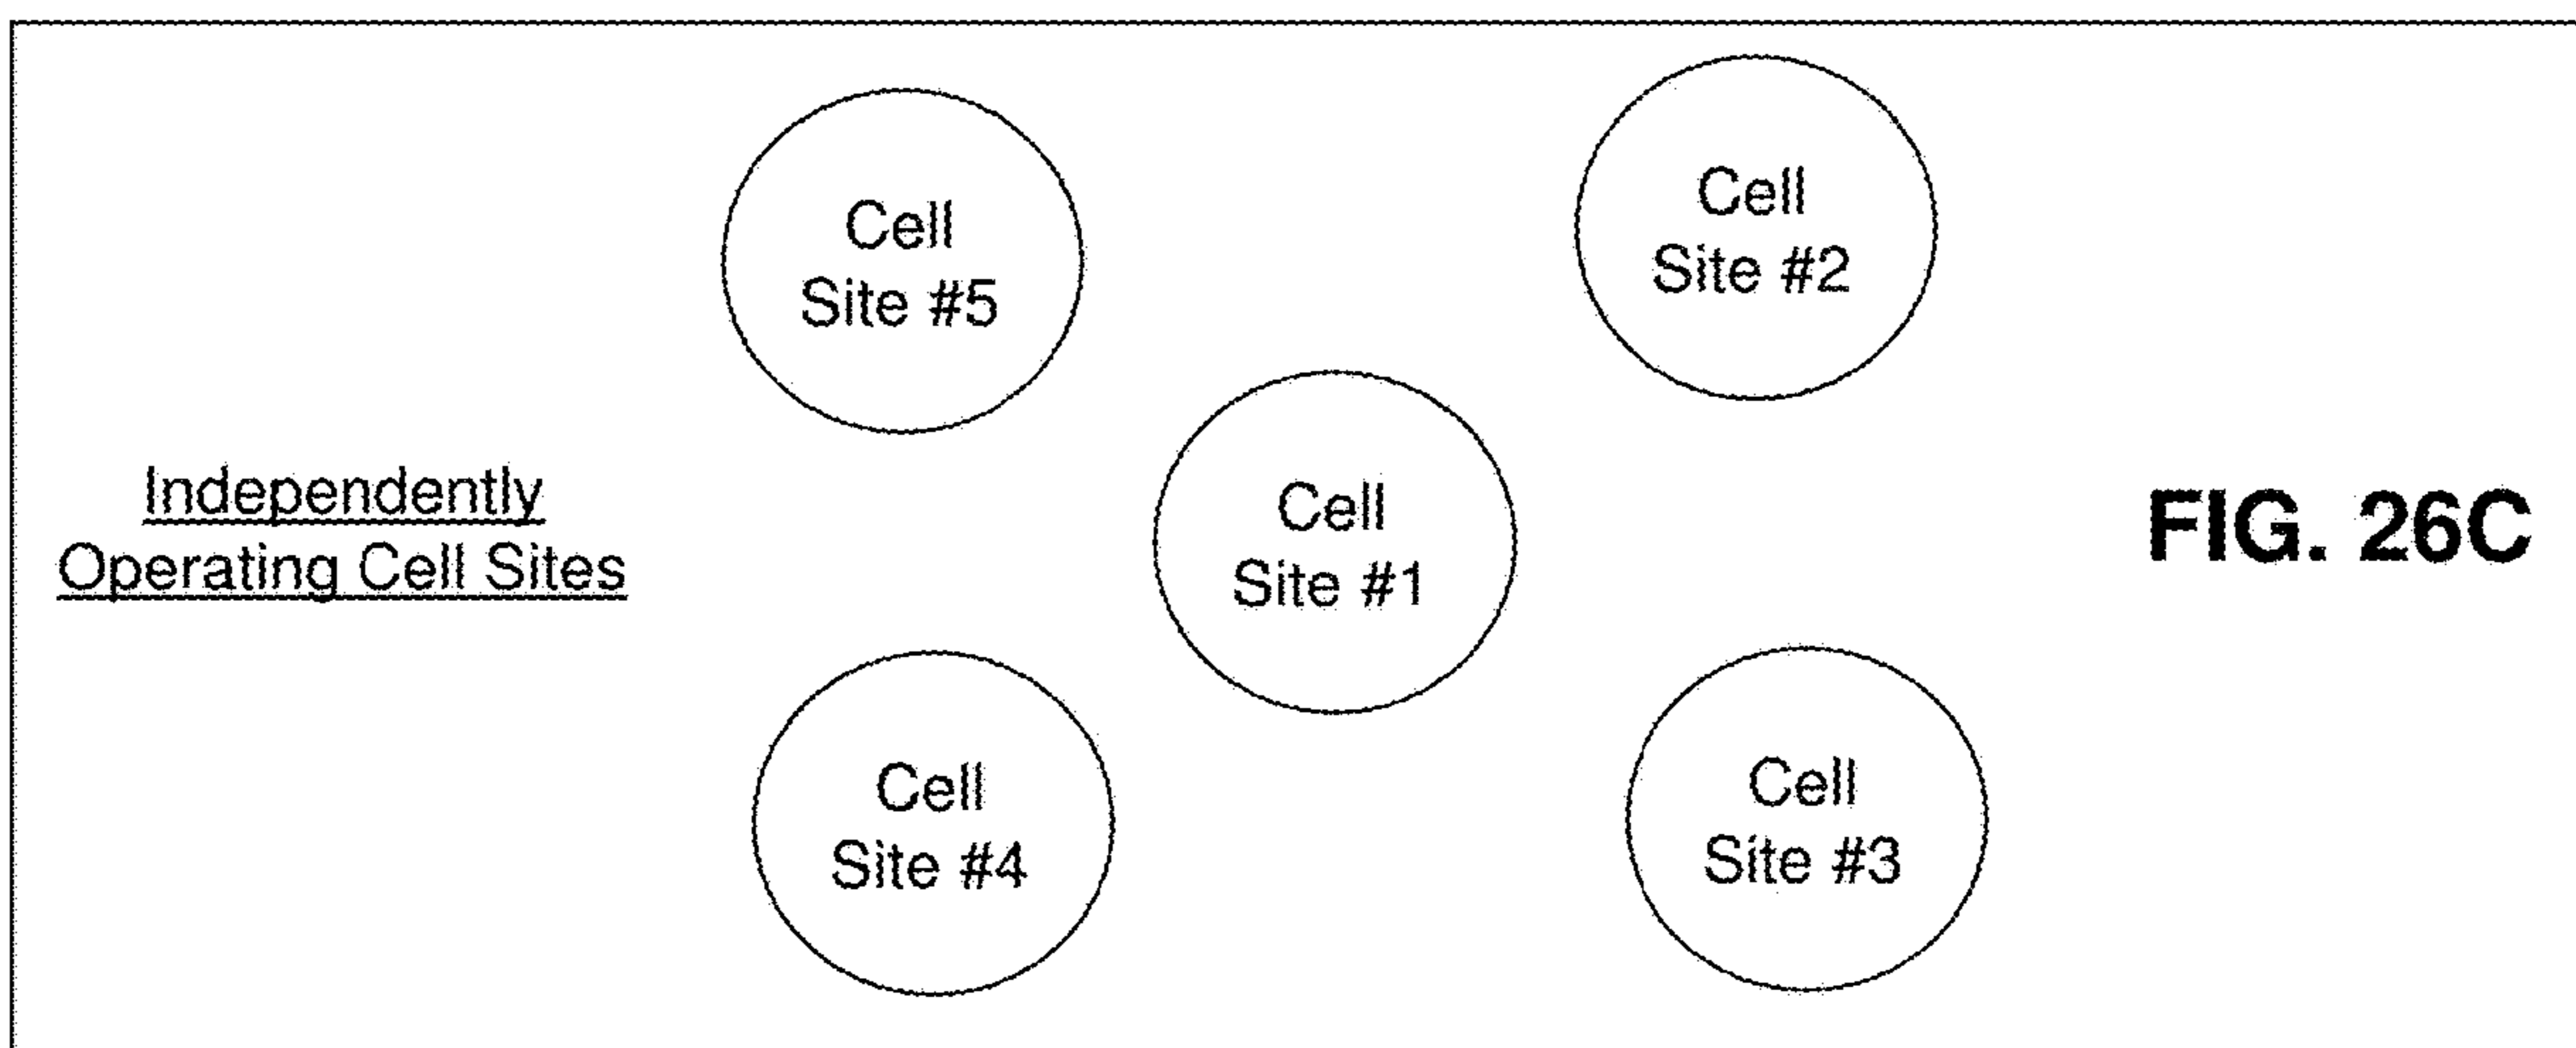 Cell
Site #5
Cell
Site #2
Independently
Operating Cell Sites
Cell
Site #1
FIG. 26C
Cell
Site #4
Cell
Site #3